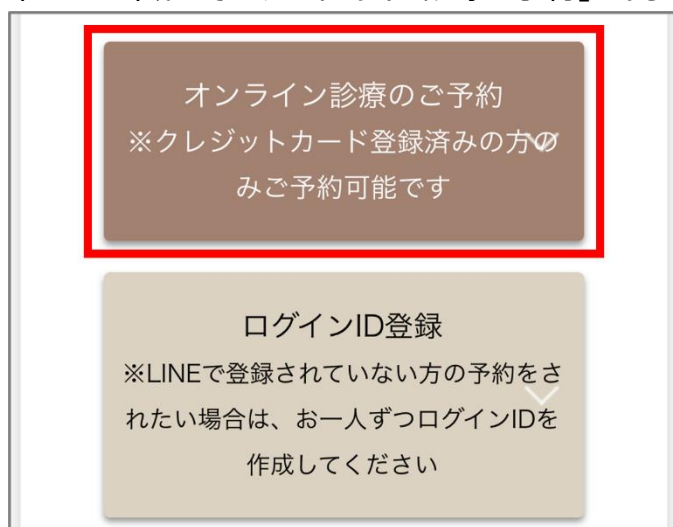 オンライン診療のご予約
※クレジットカード登録済みの方の
みご予約可能です
ログインID登録
※LINEで登録されていない方の予約をさ
れたい場合は、お一人ずつログインIDを
作成してください